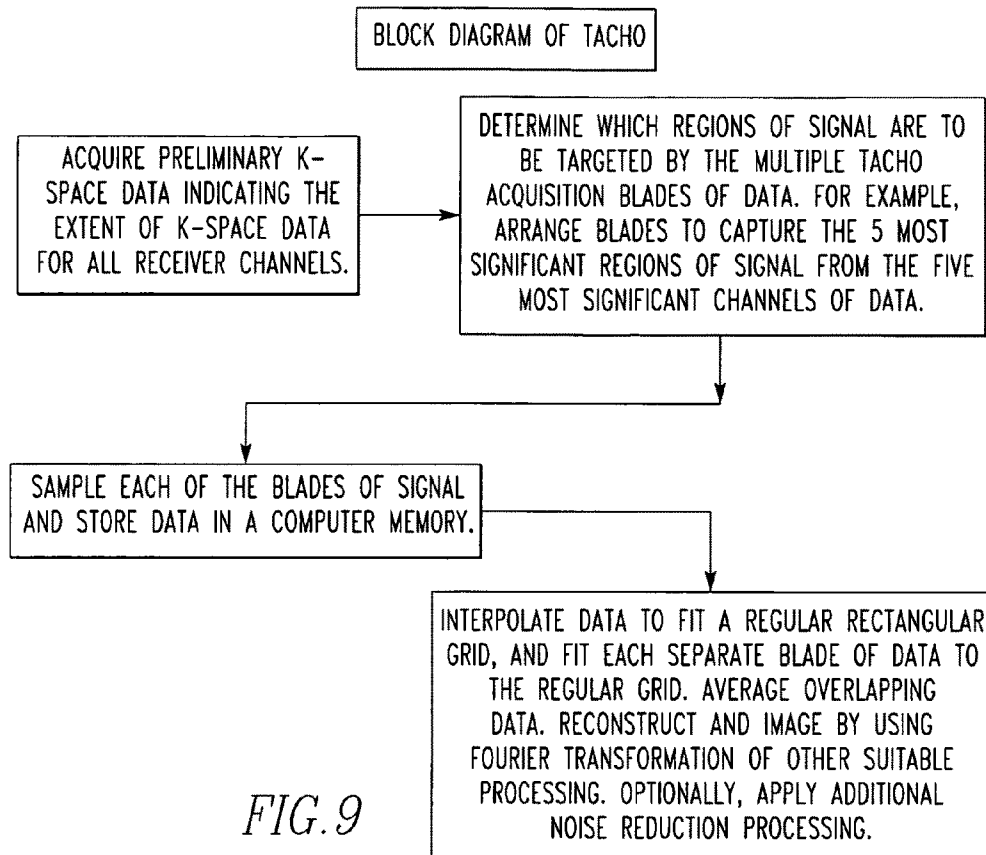 BLOCK DIAGRAM OF TACHO
ACQUIRE PRELIMINARY K-
SPACE DATA INDICATING THE
EXTENT OF K-SPACE DATA
FOR ALL RECEIVER CHANNELS.
DETERMINE WHICH REGIONS OF SIGNAL ARE TO
BE TARGETED BY THE MULTIPLE TACHO
ACQUISITION BLADES OF DATA. FOR EXAMPLE,
ARRANGE BLADES TO CAPTURE THE 5 MOST
SIGNIFICANT REGIONS OF SIGNAL FROM THE FIVE
MOST SIGNIFICANT CHANNELS OF DATA.
SAMPLE EACH OF THE BLADES OF SIGNAL
AND STORE DATA IN A COMPUTER MEMORY.
INTERPOLATE DATA TO FIT A REGULAR RECTANGULAR
GRID, AND FIT EACH SEPARATE BLADE OF DATA TO
THE REGULAR GRID. AVERAGE OVERLAPPING
DATA. RECONSTRUCT AND IMAGE BY USING
FOURIER TRANSFORMATION OF OTHER SUITABLE
PROCESSING. OPTIONALLY, APPLY ADDITIONAL
NOISE REDUCTION PROCESSING.
FIG.9